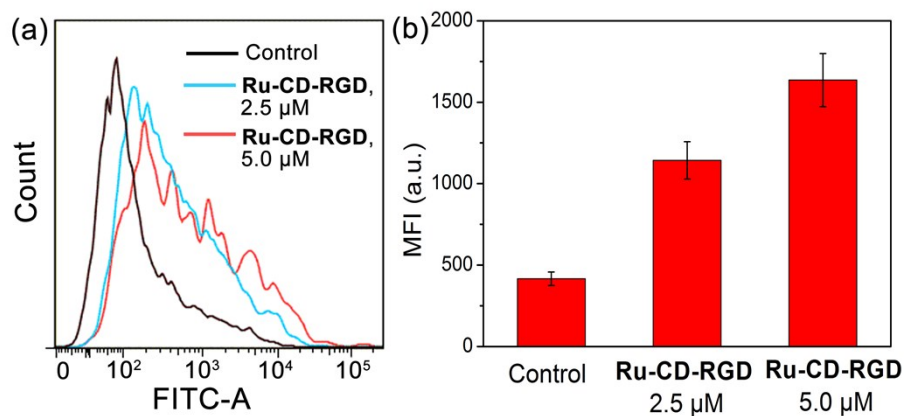 (a)
Control
Ru-CD-RGD,
2.5 µM
Ru-CD-RGD,
5.0 µM
Count
0 10² 10³ 10⁴ 10⁵
FITC-A
(b)
2000
1500
1000
500
0
MFI (a.u.)
Control Ru-CD-RGD Ru-CD-RGD
2.5 µM 5.0 µM